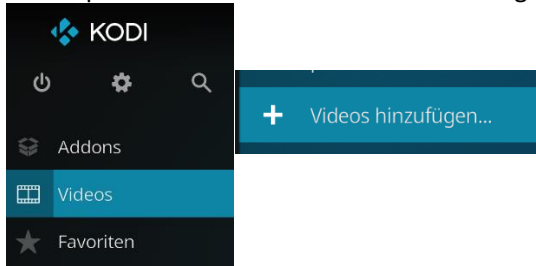 KODI
Addons
Videos
Favoriten
Videos hinzufügen...